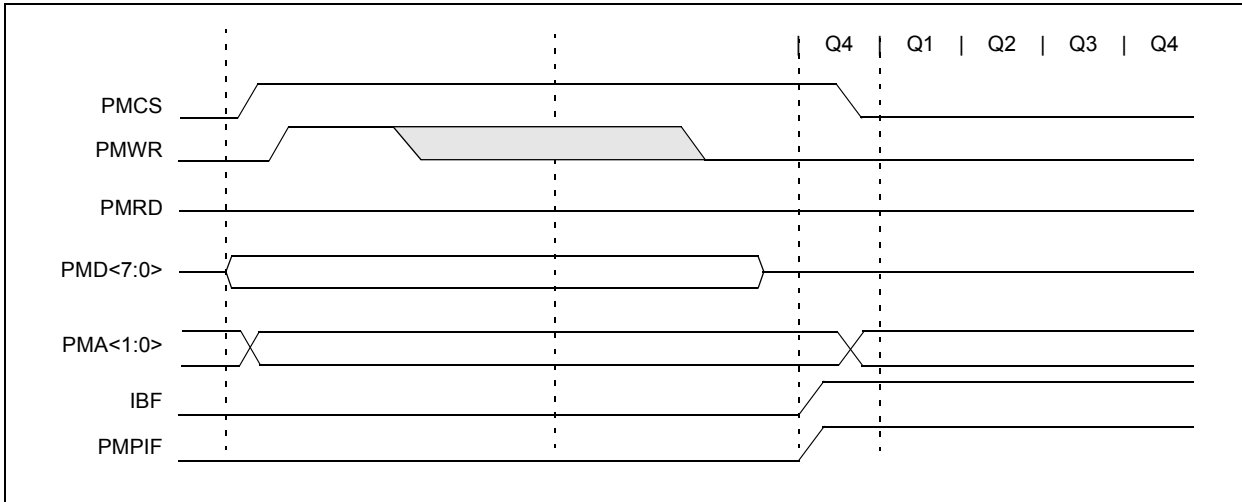 | Q4 | Q1 | Q2 | Q3 | Q4
PMCS
PMWR
PMRD
PMD<7:0>
PMA<1:0>
IBF
PMPIF